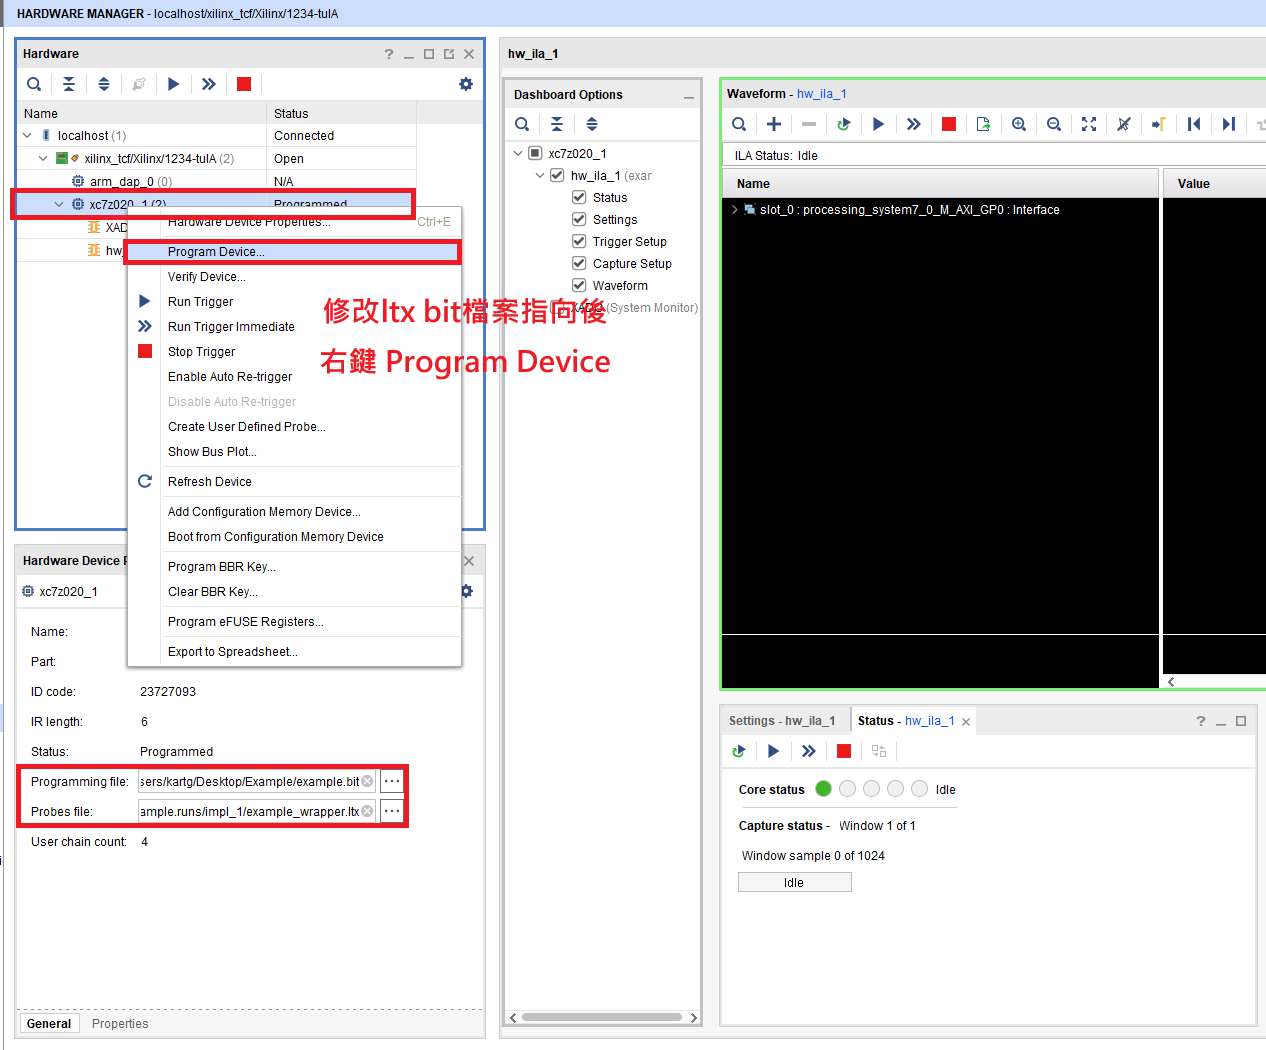 HARDWARE MANAGER - localhost/xilinx_tcf/Xilinx/1234-tulA
Hardware
Name Status
localhost (1) Connected
xilinx_tcf/Xilinx/1234-tulA (2) Open
arm_dap_0 (0) N/A
xc7z020_1 (2) Programmed
XAD
hw_
Hardware Device Properties... Ctrl+E
Program Device...
Verify Device...
Run Trigger
Run Trigger Immediate
Stop Trigger
Enable Auto Re-trigger
Disable Auto Re-trigger
Create User Defined Probe...
Show Bus Plot...
Refresh Device
Add Configuration Memory Device...
Boot from Configuration Memory Device
Program BBR Key...
Clear BBR Key...
Program eFUSE Registers...
Export to Spreadsheet...
修改ltx bit檔案指向後
右鍵 Program Device
Hardware Device P
xc7z020_1
Name:
Part:
ID code: 23727093
IR length: 6
Status: Programmed
Programming file: sers/kartg/Desktop/Example/example.bit
Probes file: ample.runs/impl_1/example_wrapper.ltx
User chain count: 4
General Properties
hw_ila_1
Dashboard Options
xc7z020_1
hw_ila_1 (exar
Status
Settings
Trigger Setup
Capture Setup
Waveform
XADC (System Monitor)
Waveform - hw_ila_1
ILA Status: Idle
Name Value
slot_0 : processing_system7_0_M_AXI_GP0 : Interface
Settings - hw_ila_1 Status - hw_ila_1
Core status Idle
Capture status - Window 1 of 1
Window sample 0 of 1024
Idle